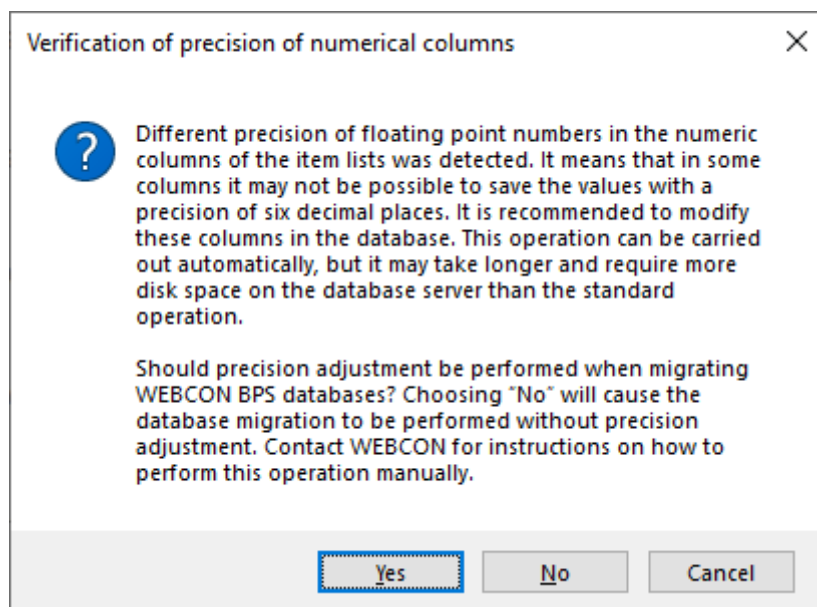 Verification of precision of numerical columns
Different precision of floating point numbers in the numeric
columns of the item lists was detected. It means that in some
columns it may not be possible to save the values with a
precision of six decimal places. It is recommended to modify
these columns in the database. This operation can be carried
out automatically, but it may take longer and require more
disk space on the database server than the standard
operation.
Should precision adjustment be performed when migrating
WEBCON BPS databases? Choosing "No" will cause the
database migration to be performed without precision
adjustment. Contact WEBCON for instructions on how to
perform this operation manually.
Yes
No
Cancel